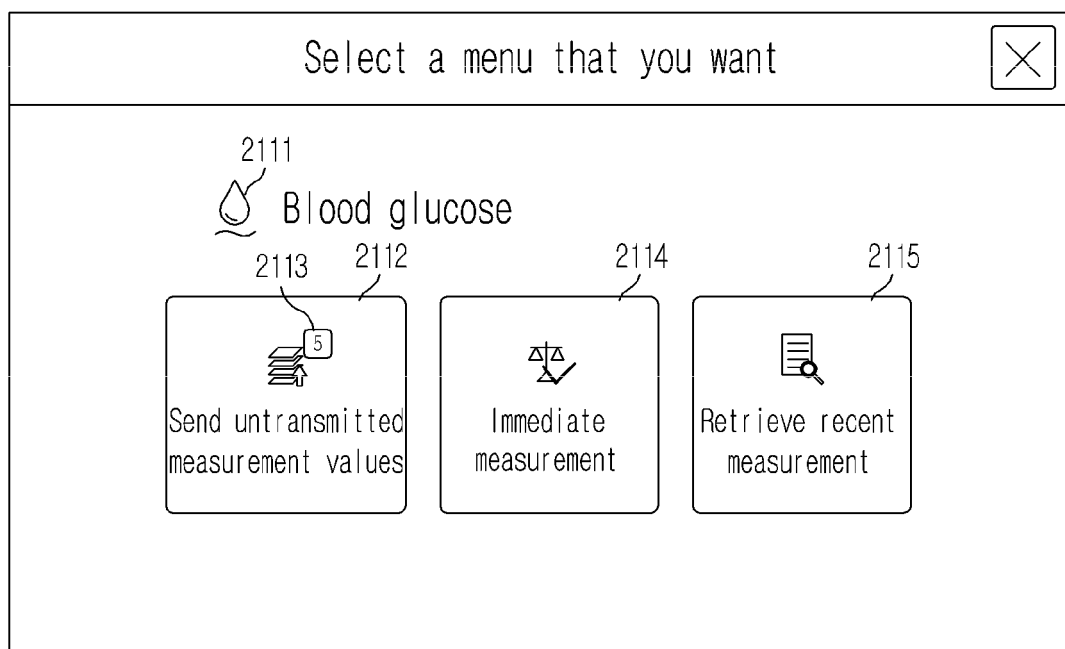 Select a menu that you want
2111
Blood glucose
2113
2112
2114
2115
5
Send untransmitted
measurement values
Immediate
measurement
Retrieve recent
measurement